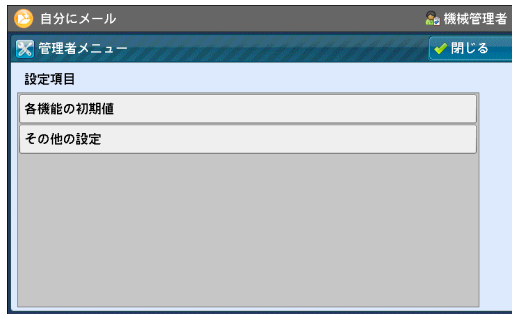 自分にメール
機械管理者
管理者メニュー
閉じる
設定項目
各機能の初期値
その他の設定